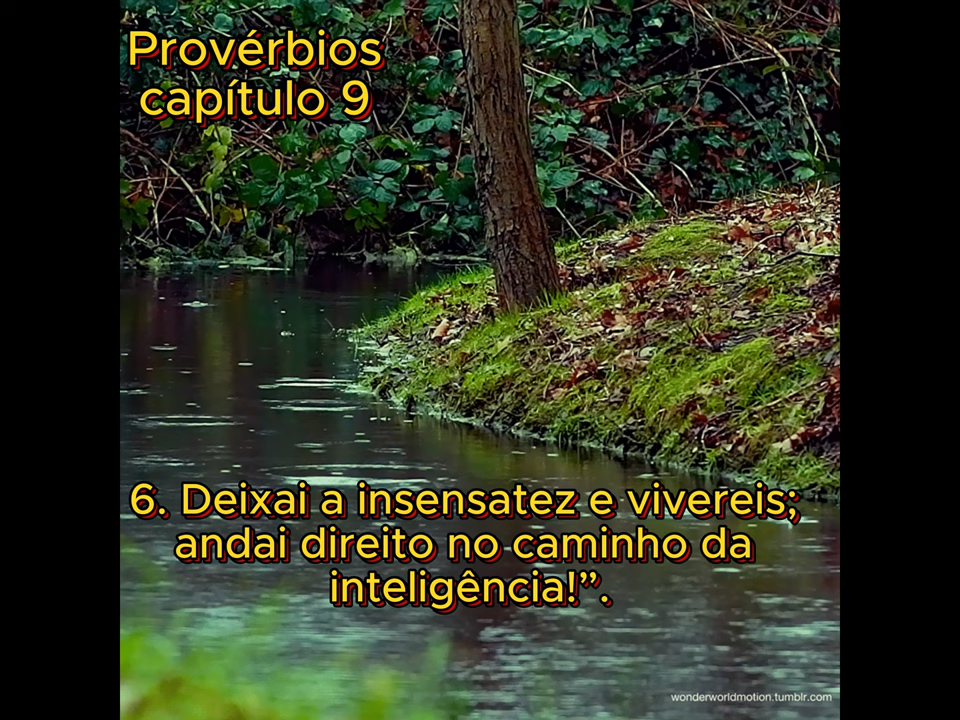 Provérbios
capítulo 9
6. Deixai a insensatez e vivereis;
andai direito no caminho da
inteligência!”.
wonderworldmotion.tumblr.com